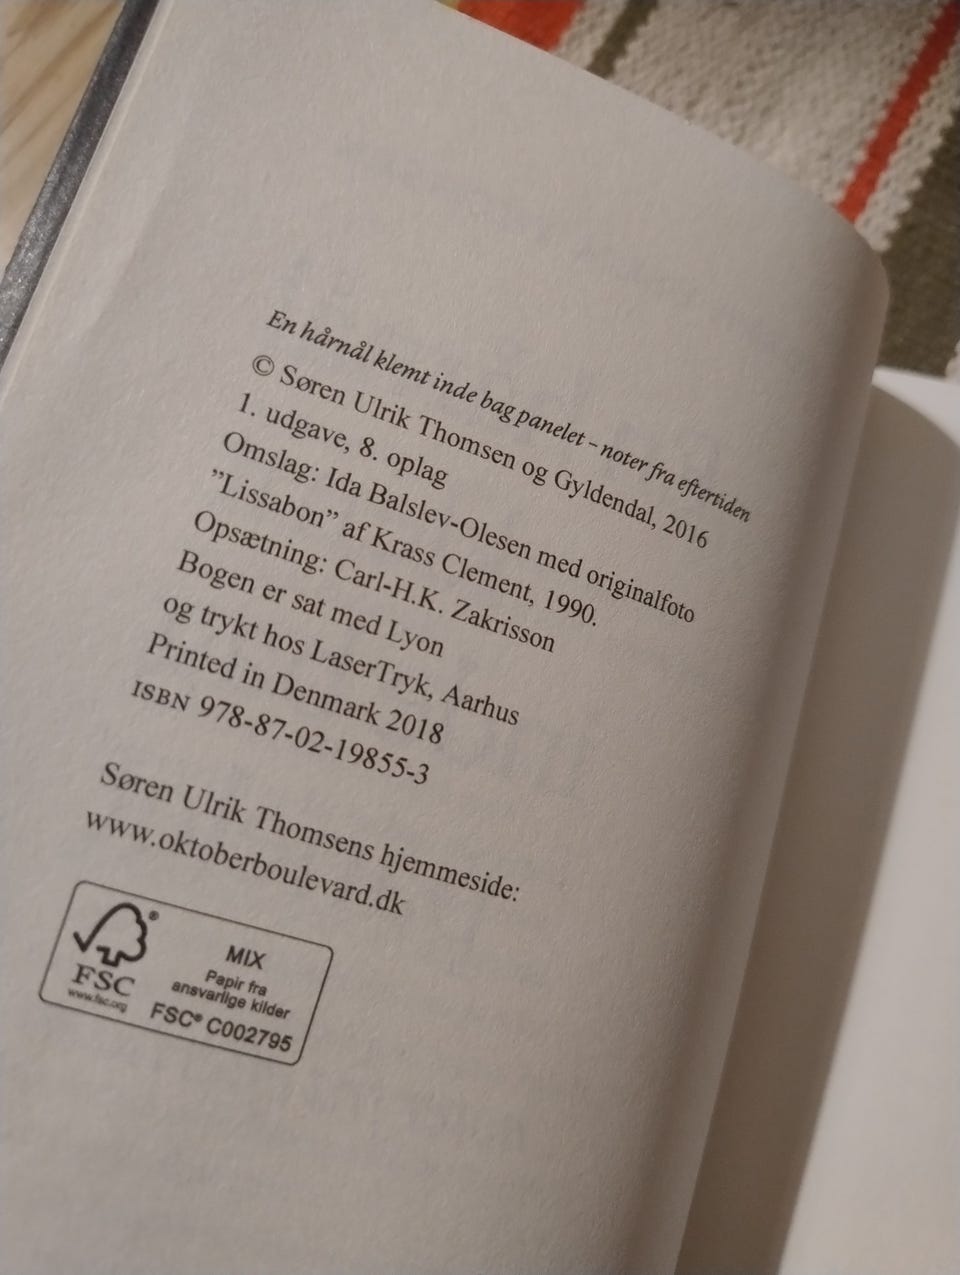 En hårnål klemt inde bag panelet – noter fra eftertiden
© Søren Ulrik Thomsen og Gyldendal, 2016
1. udgave, 8. oplag
Omslag: Ida Balslev-Olesen med originalfoto
”Lissabon” af Krass Clement, 1990.
Opsætning: Carl-H.K. Zakrisson
Bogen er sat med Lyon
og trykt hos LaserTryk, Aarhus
Printed in Denmark 2018
ISBN 978-87-02-19855-3
Søren Ulrik Thomsens hjemmeside:
www.oktoberboulevard.dk
®
FSC
www.fsc.org
MIX
Papir fra
ansvarlige kilder
FSC® C002795